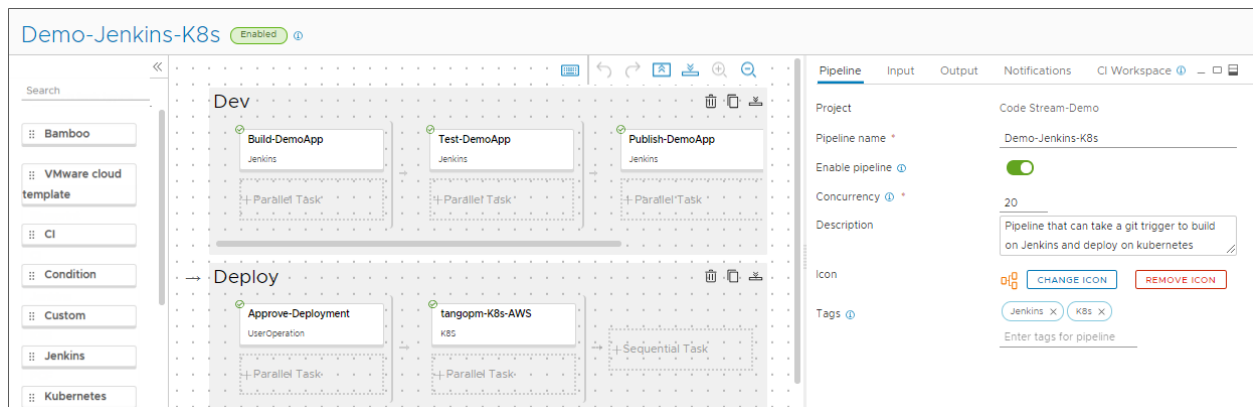 Demo-Jenkins-K8s Enabled
Search
Bamboo
VMware cloud
template
CI
Condition
Custom
Jenkins
Kubernetes
Dev
Build-DemoApp
Jenkins
+ Parallel Task
Test-DemoApp
Jenkins
+ Parallel Task
Publish-DemoApp
Jenkins
+ Parallel Task
Deploy
Approve-Deployment
UserOperation
+ Parallel Task
tangopm-K8s-AWS
K8S
+ Parallel Task
+ Sequential Task
Pipeline Input Output Notifications CI Workspace
Project Code Stream-Demo
Pipeline name * Demo-Jenkins-K8s
Enable pipeline
Concurrency * 20
Description Pipeline that can take a git trigger to build
on Jenkins and deploy on kubernetes
Icon CHANGE ICON REMOVE ICON
Tags Jenkins X K8s X
Enter tags for pipeline